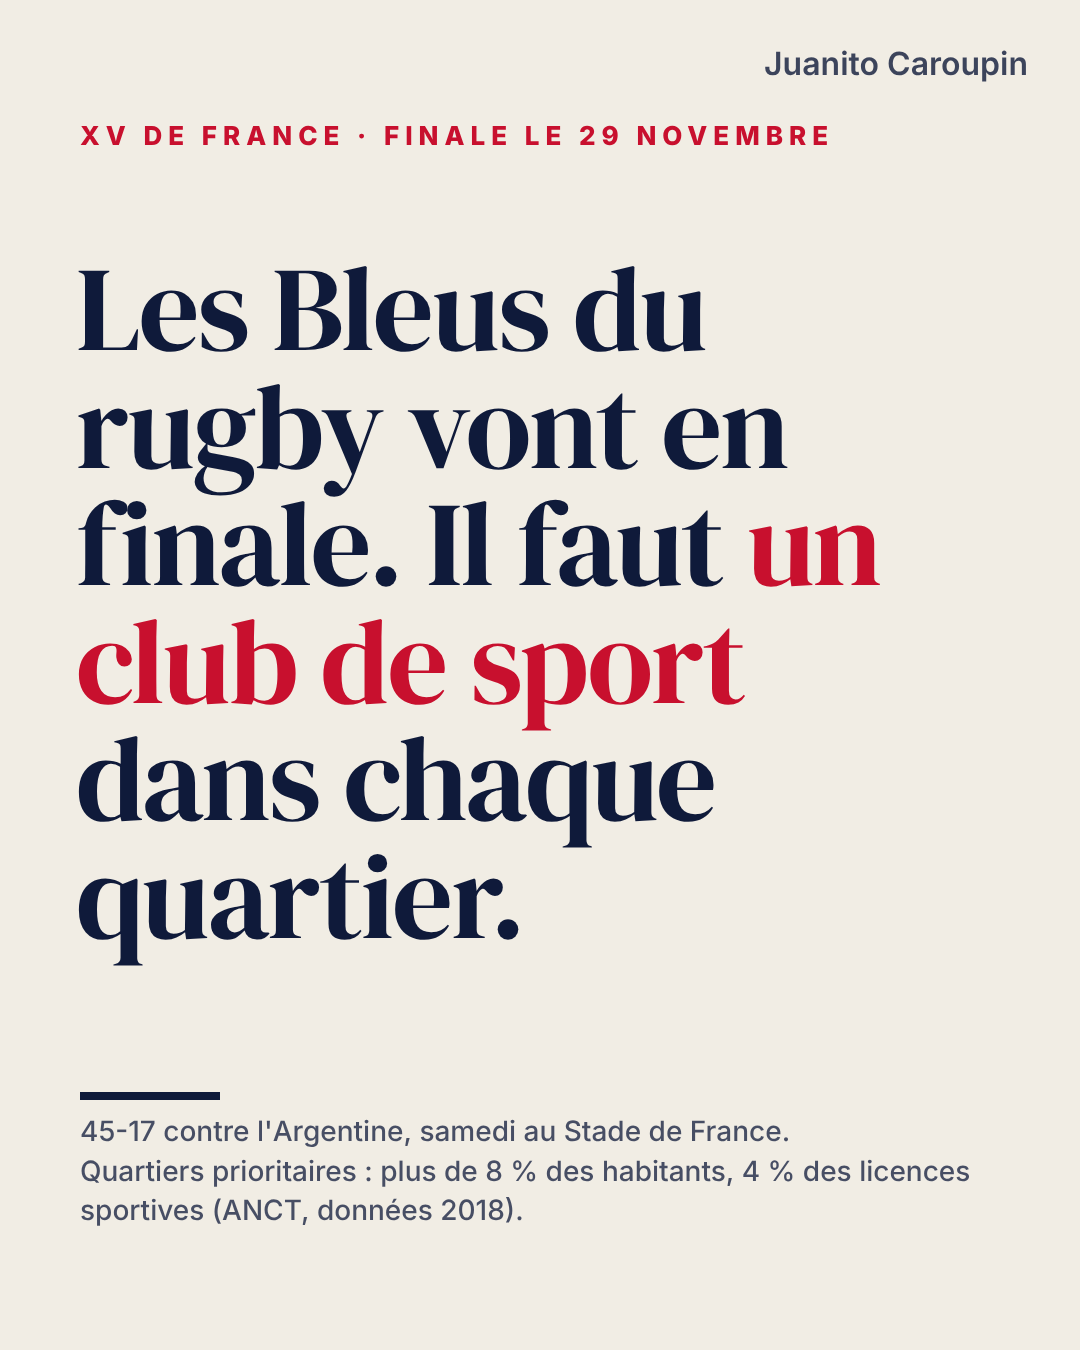 Juanito Caroupin
XV DE FRANCE · FINALE LE 29 NOVEMBRE
Les Bleus du
rugby vont en
finale. Il faut un
club de sport
dans chaque
quartier.
45-17 contre l'Argentine, samedi au Stade de France.
Quartiers prioritaires : plus de 8 % des habitants, 4 % des licences
sportives (ANCT, données 2018).